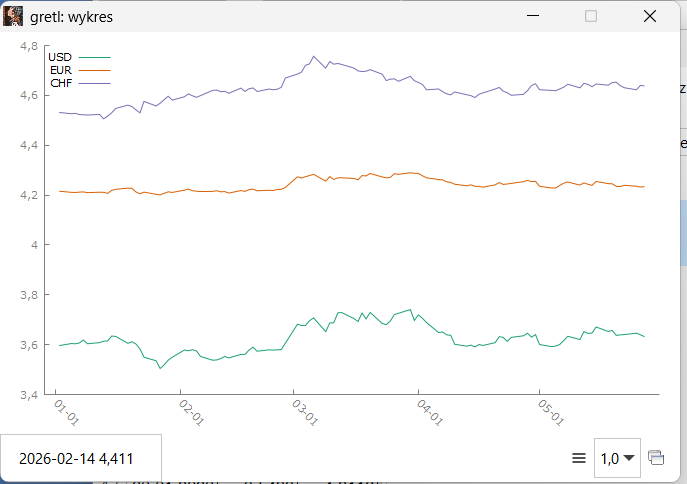 gretl: wykres
4,8
USD
EUR
CHF
4,6
4,4
4,2
4
3,8
3,6
3,4
01-01
02-01
03-01
04-01
05-01
2026-02-14 4,411
1,0
z
e